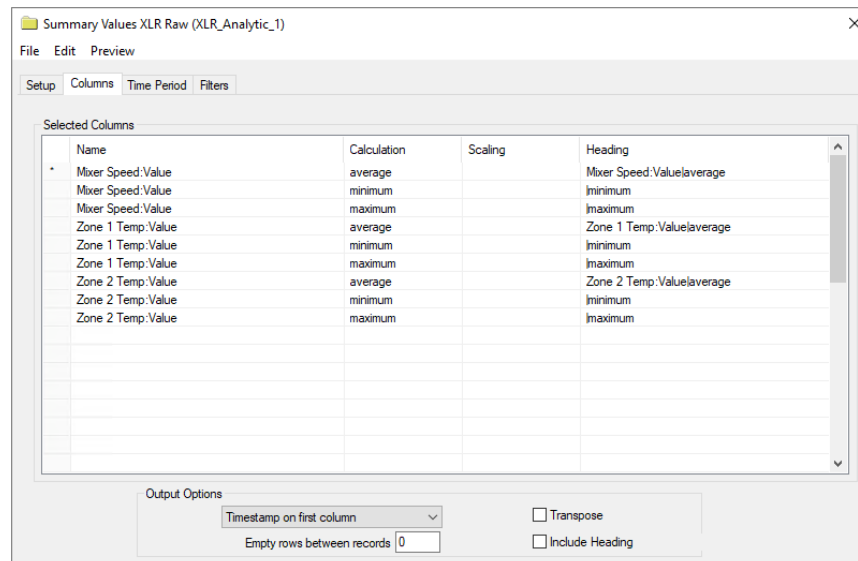 Summary Values XLR Raw (XLR_Analytic_1)
File Edit Preview
Setup Columns Time Period Filters
Selected Columns
Name Calculation Scaling Heading
* Mixer Speed:Value average Mixer Speed:Value|average
Mixer Speed:Value minimum |minimum
Mixer Speed:Value maximum |maximum
Zone 1 Temp:Value average Zone 1 Temp:Value|average
Zone 1 Temp:Value minimum |minimum
Zone 1 Temp:Value maximum |maximum
Zone 2 Temp:Value average Zone 2 Temp:Value|average
Zone 2 Temp:Value minimum |minimum
Zone 2 Temp:Value maximum |maximum
Output Options
Timestamp on first column Transpose
Empty rows between records 0 Include Heading